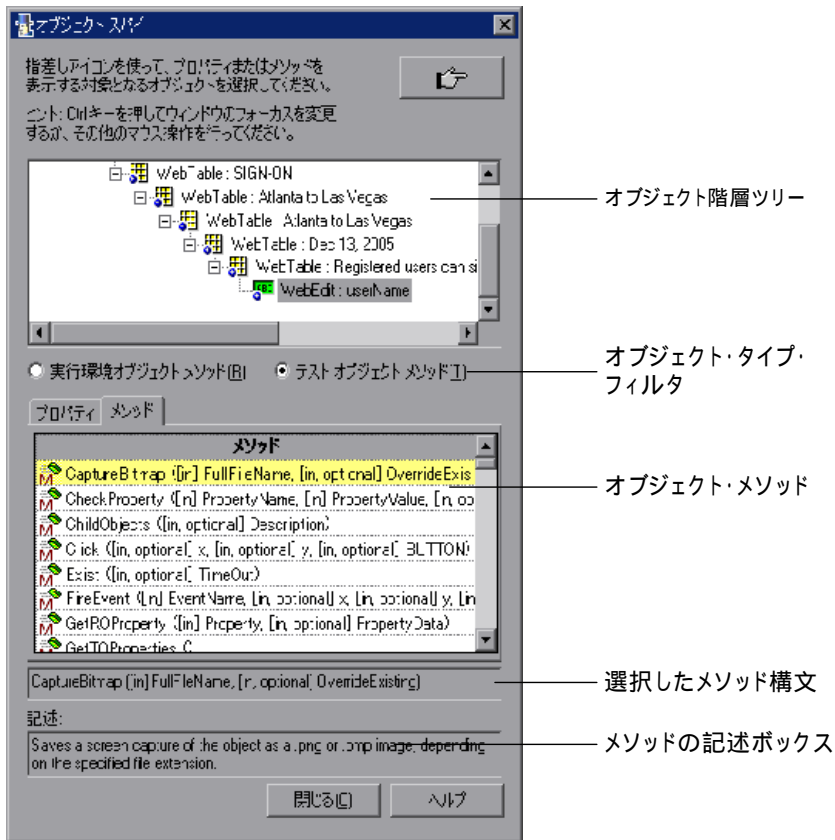 オブジェクト スパイ
指差しアイコンを使って、プロパティまたはメソッドを
表示する対象となるオブジェクトを選択してください。
ヒント: Ctrlキーを押してウィンドウのフォーカスを変更
するか、その他のマウス操作を行ってください。
WebTable : SIGN-ON
WebTable : Atlanta to Las Vegas
WebTable : Atlanta to Las Vegas
WebTable : Dec 13, 2005
WebTable : Registered users can si
WebEdit : userName
オブジェクト階層ツリー
実行環境オブジェクト メソッド(R)
テスト オブジェクト メソッド(T)
オブジェクト・タイプ・
フィルタ
プロパティ
メソッド
メソッド
CaptureBitmap ([in] FullFileName, [in, optional] OverrideExis
CheckProperty ([in] PropertyName, [in] PropertyValue, [in, op
ChildObjects ([in, optional] Description)
Click ([in, optional] x, [in, optional] y, [in, optional] BUTTON)
Exist ([in, optional] TimeOut)
FireEvent ([in] EventName, [in, optional] x, [in, optional] y, [in
GetROProperty ([in] Property, [in, optional] PropertyData)
GetTOProperties ()
オブジェクト・メソッド
CaptureBitmap ([in] FullFileName, [in, optional] OverrideExisting)
選択したメソッド構文
記述:
Saves a screen capture of the object as a .png or .bmp image, depending
on the specified file extension.
メソッドの記述ボックス
閉じる(C)
ヘルプ